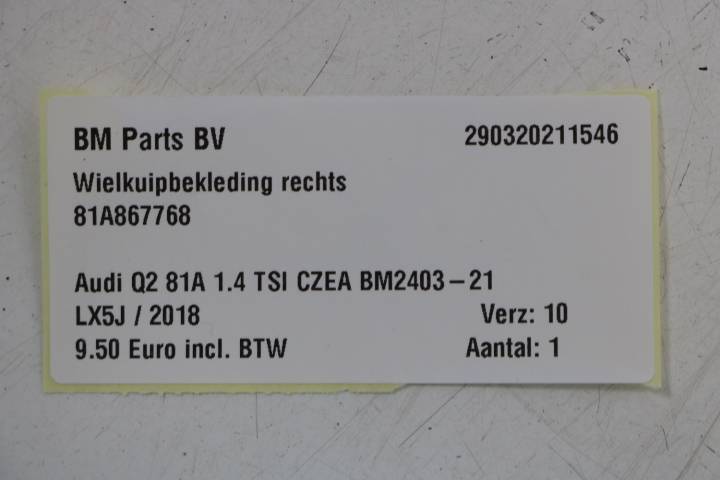 BM Parts BV 290320211546
Wielkuipbekleding rechts
81A867768
Audi Q2 81A 1.4 TSI CZEA BM2403-21
LX5J / 2018 Verz: 10
9.50 Euro incl. BTW Aantal: 1